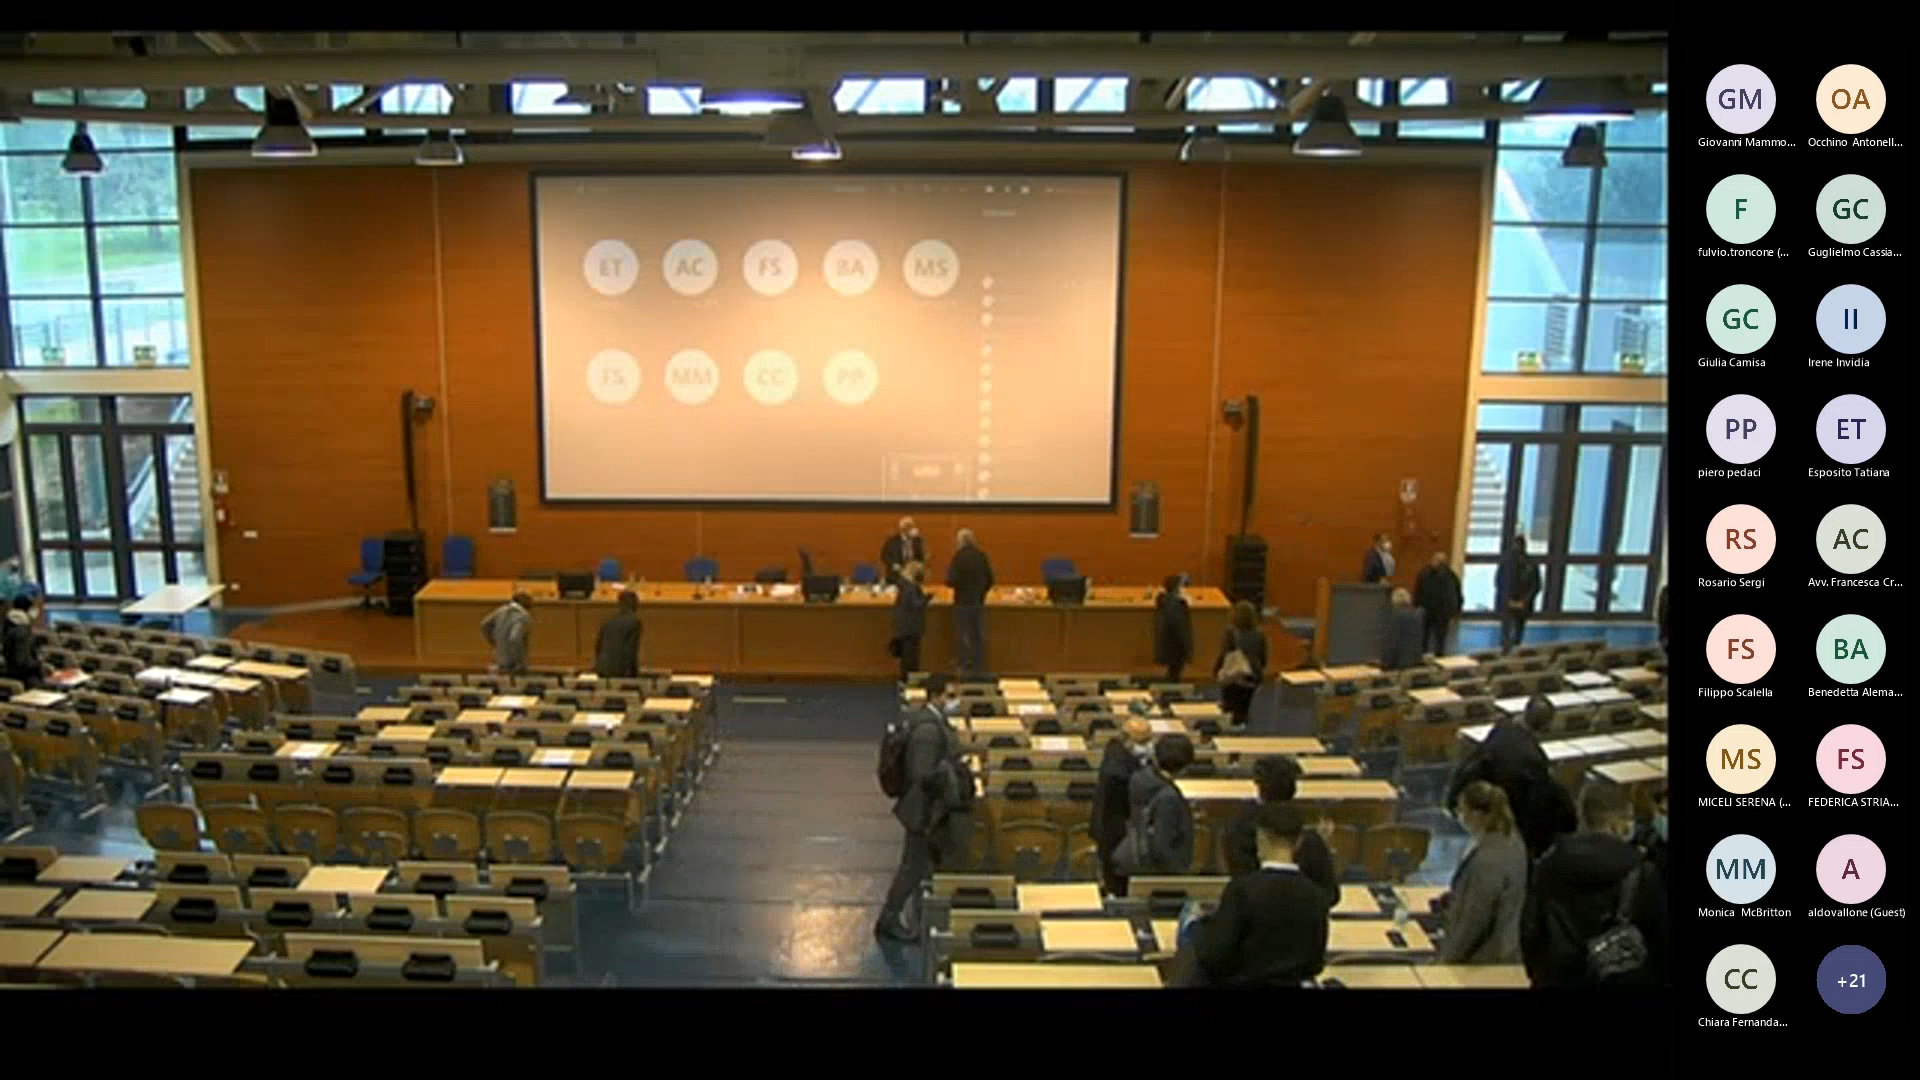 GM
OA
Giovanni Mammo...
Occhino Antonell...
F
GC
fulvio.troncone (...
Guglielmo Cassia...
GC
II
Giulia Camisa
Irene Invidia
PP
ET
piero pedaci
Esposito Tatiana
RS
AC
Rosario Sergi
Avv. Francesca Cr...
FS
BA
Filippo Scalella
Benedetta Alema...
MS
FS
MICELI SERENA (...
FEDERICA STRIA...
MM
A
Monica McBritton
aldovallone (Guest)
CC
+21
Chiara Fernanda...
ET AC FS BA MS
FS MM CC PP